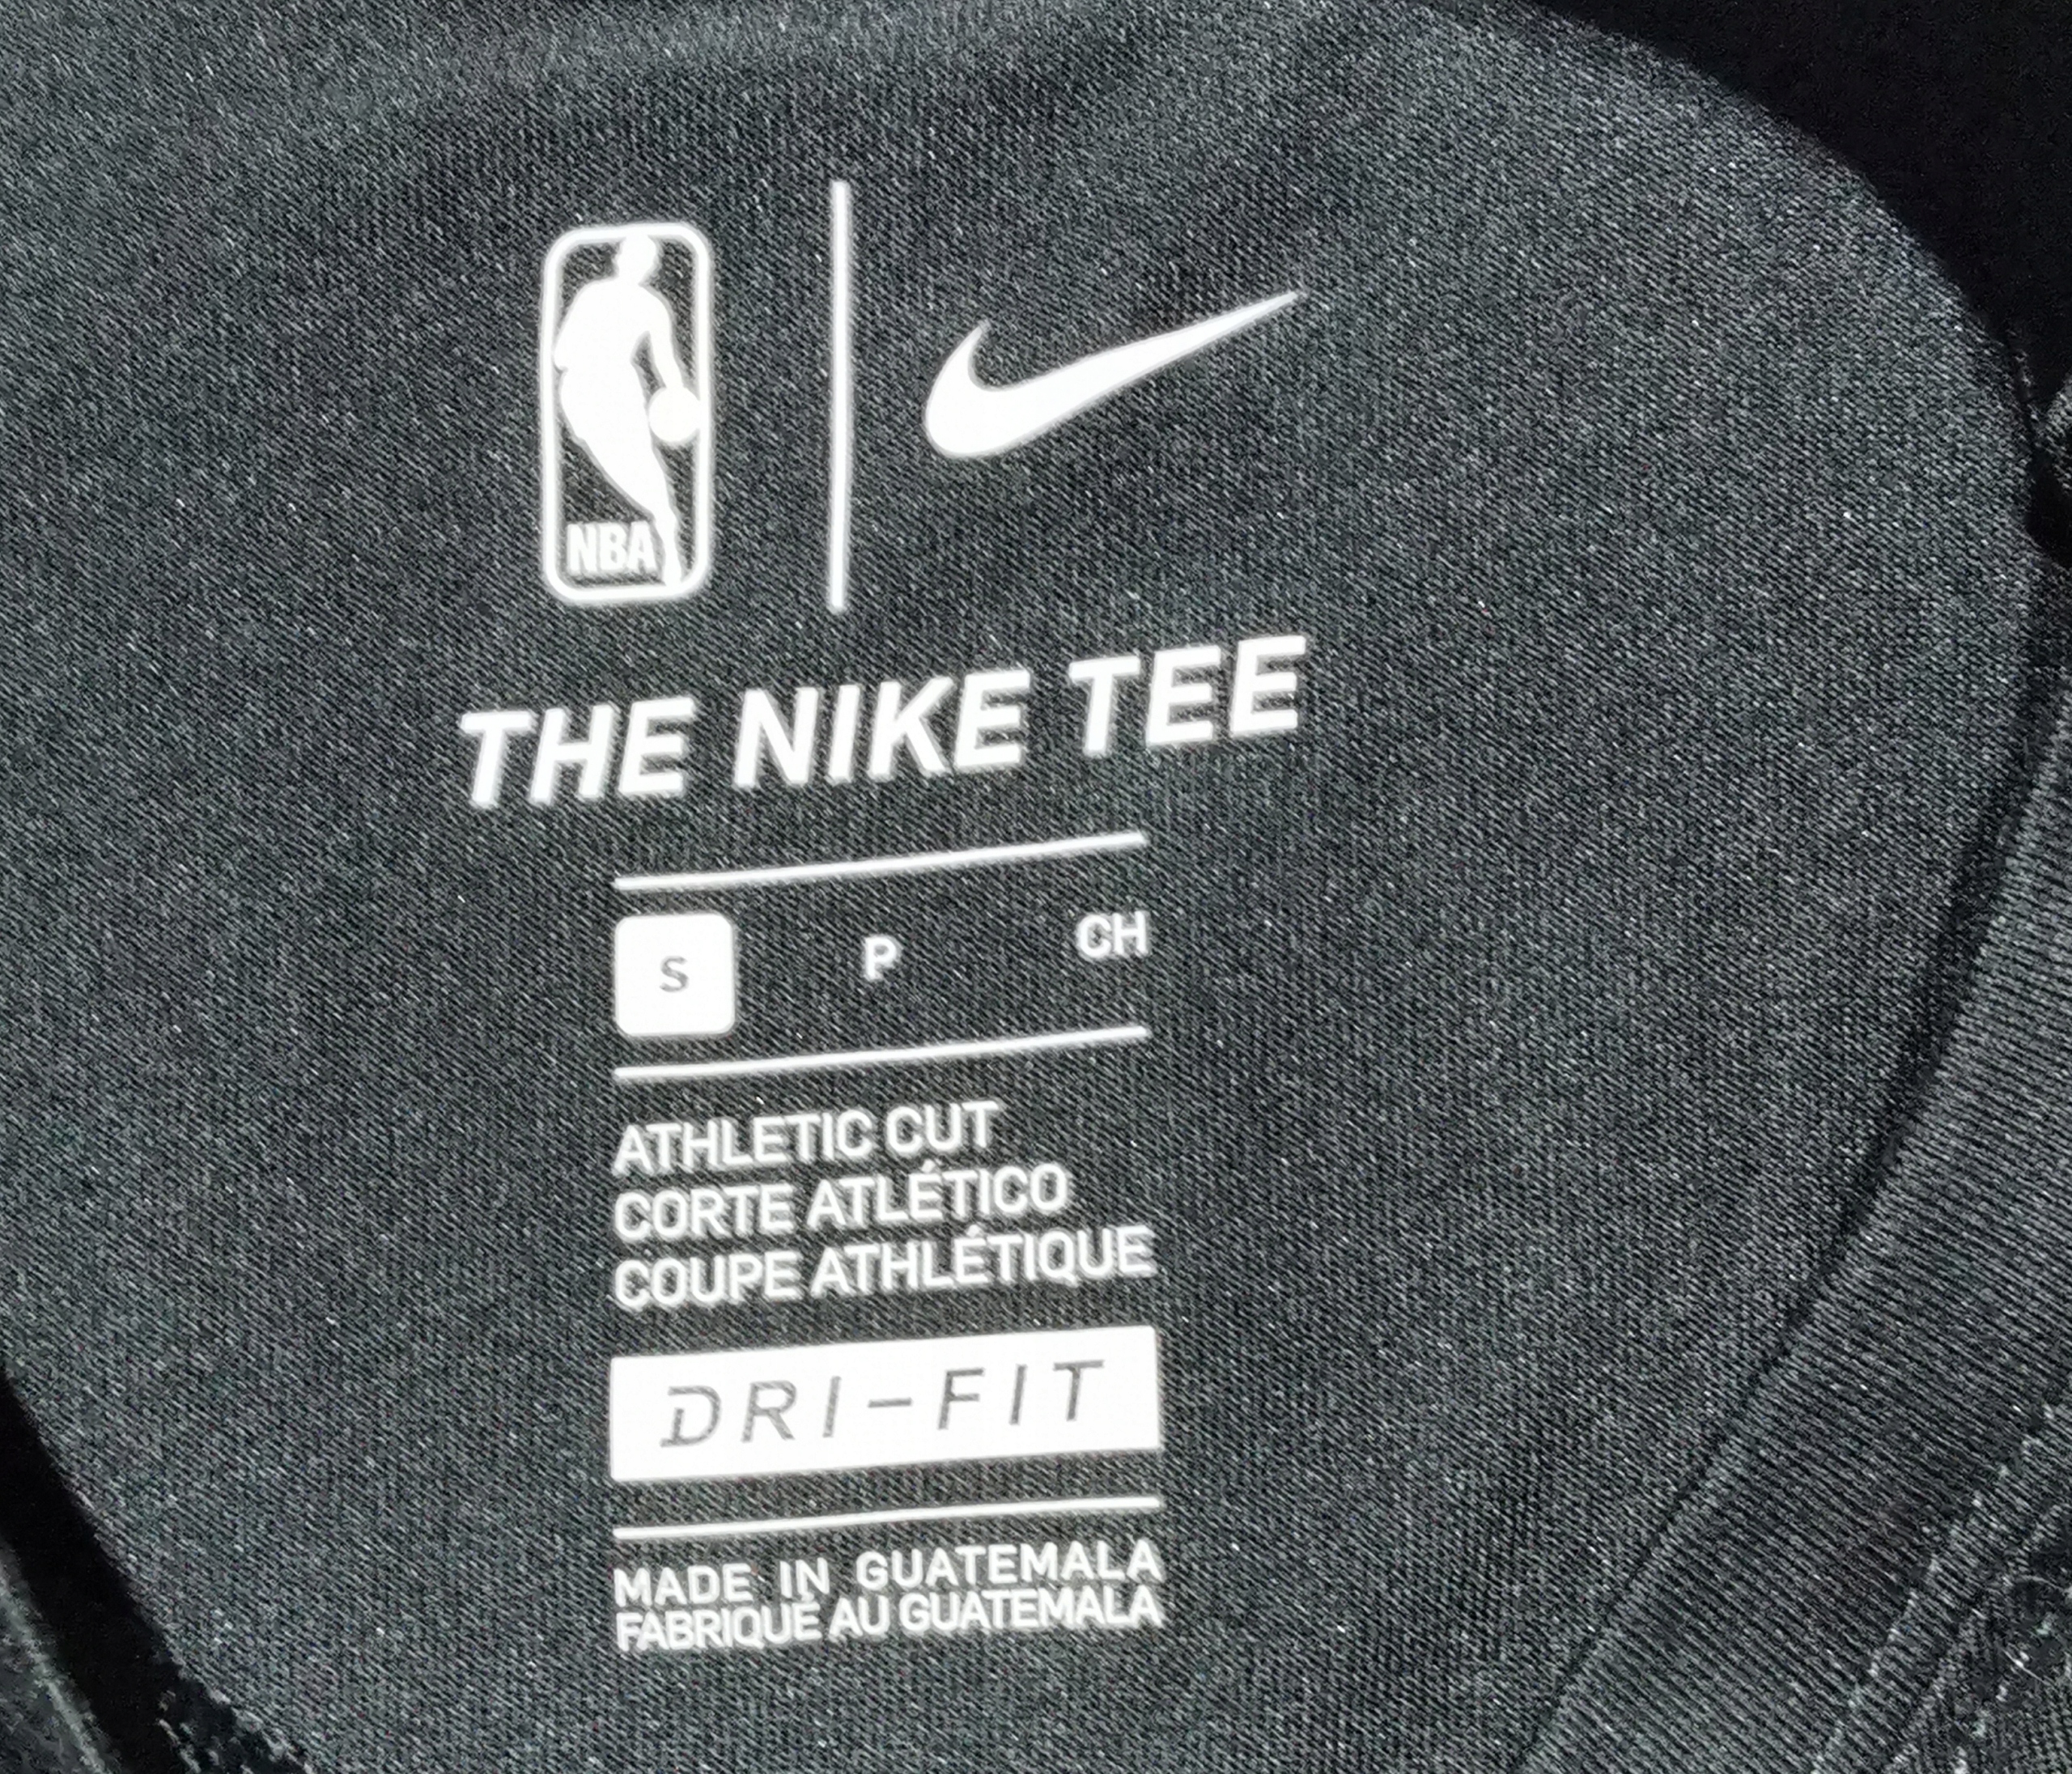 NBA
THE NIKE TEE
S P CH
ATHLETIC CUT
CORTE ATLÉTICO
COUPE ATHLÉTIQUE
DRI-FIT
MADE IN GUATEMALA
FABRIQUÉ AU GUATEMALA